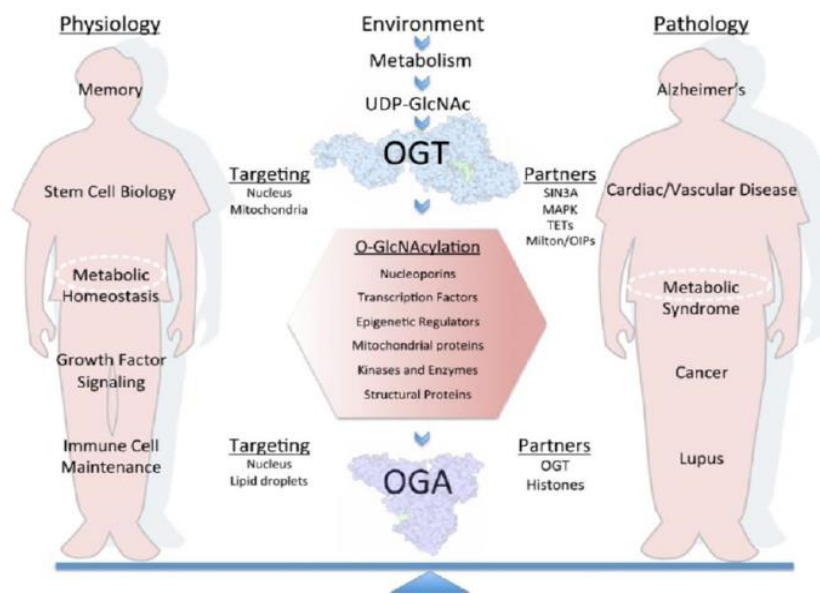 Physiology
Memory
Stem Cell Biology
Metabolic
Homeostasis
Growth Factor
Signaling
Immune Cell
Maintenance
Environment
Metabolism
UDP-GlcNAc
OGT
Targeting
Nucleus
Mitochondria
Partners
SIN3A
MAPK
TETs
Milton/OIPs
O-GlcNAcylation
Nucleoporins
Transcription Factors
Epigenetic Regulators
Mitochondrial proteins
Kinases and Enzymes
Structural Proteins
Targeting
Nucleus
Lipid droplets
OGA
Partners
OGT
Histones
Pathology
Alzheimer's
Cardiac/Vascular Disease
Metabolic
Syndrome
Cancer
Lupus